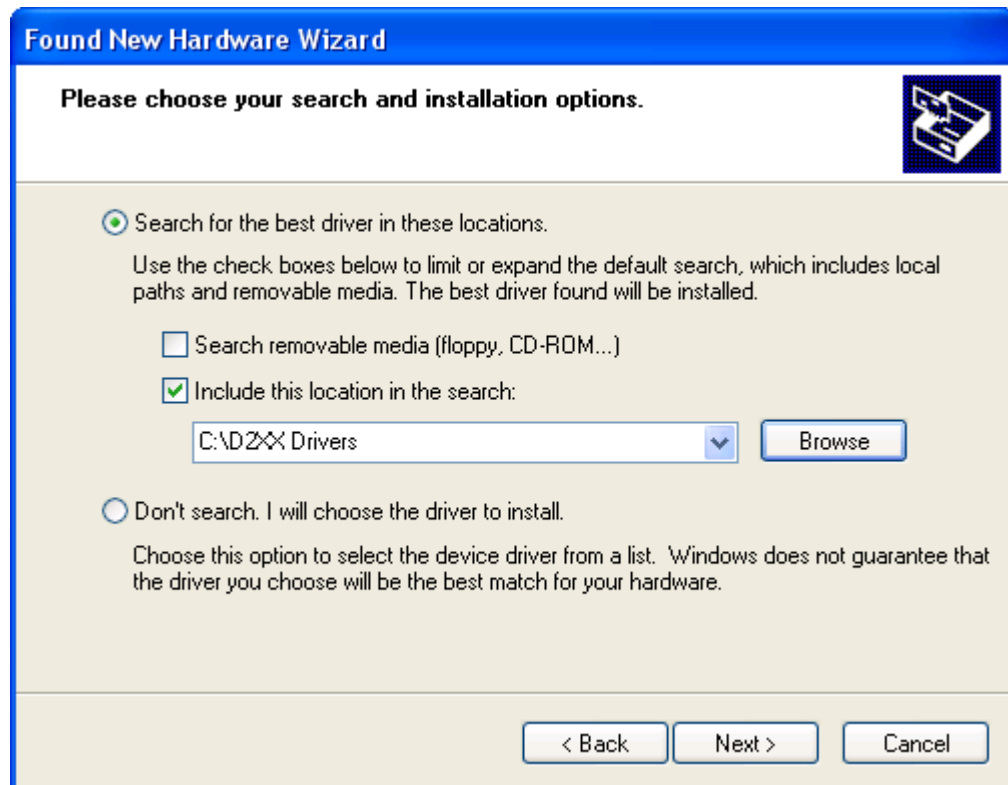 Found New Hardware Wizard
Please choose your search and installation options.
Search for the best driver in these locations.
Use the check boxes below to limit or expand the default search, which includes local
paths and removable media. The best driver found will be installed.
Search removable media (floppy, CD-ROM...)
Include this location in the search:
C:\D2XX Drivers
Browse
Don't search. I will choose the driver to install.
Choose this option to select the device driver from a list.  Windows does not guarantee that
the driver you choose will be the best match for your hardware.
< Back
Next >
Cancel